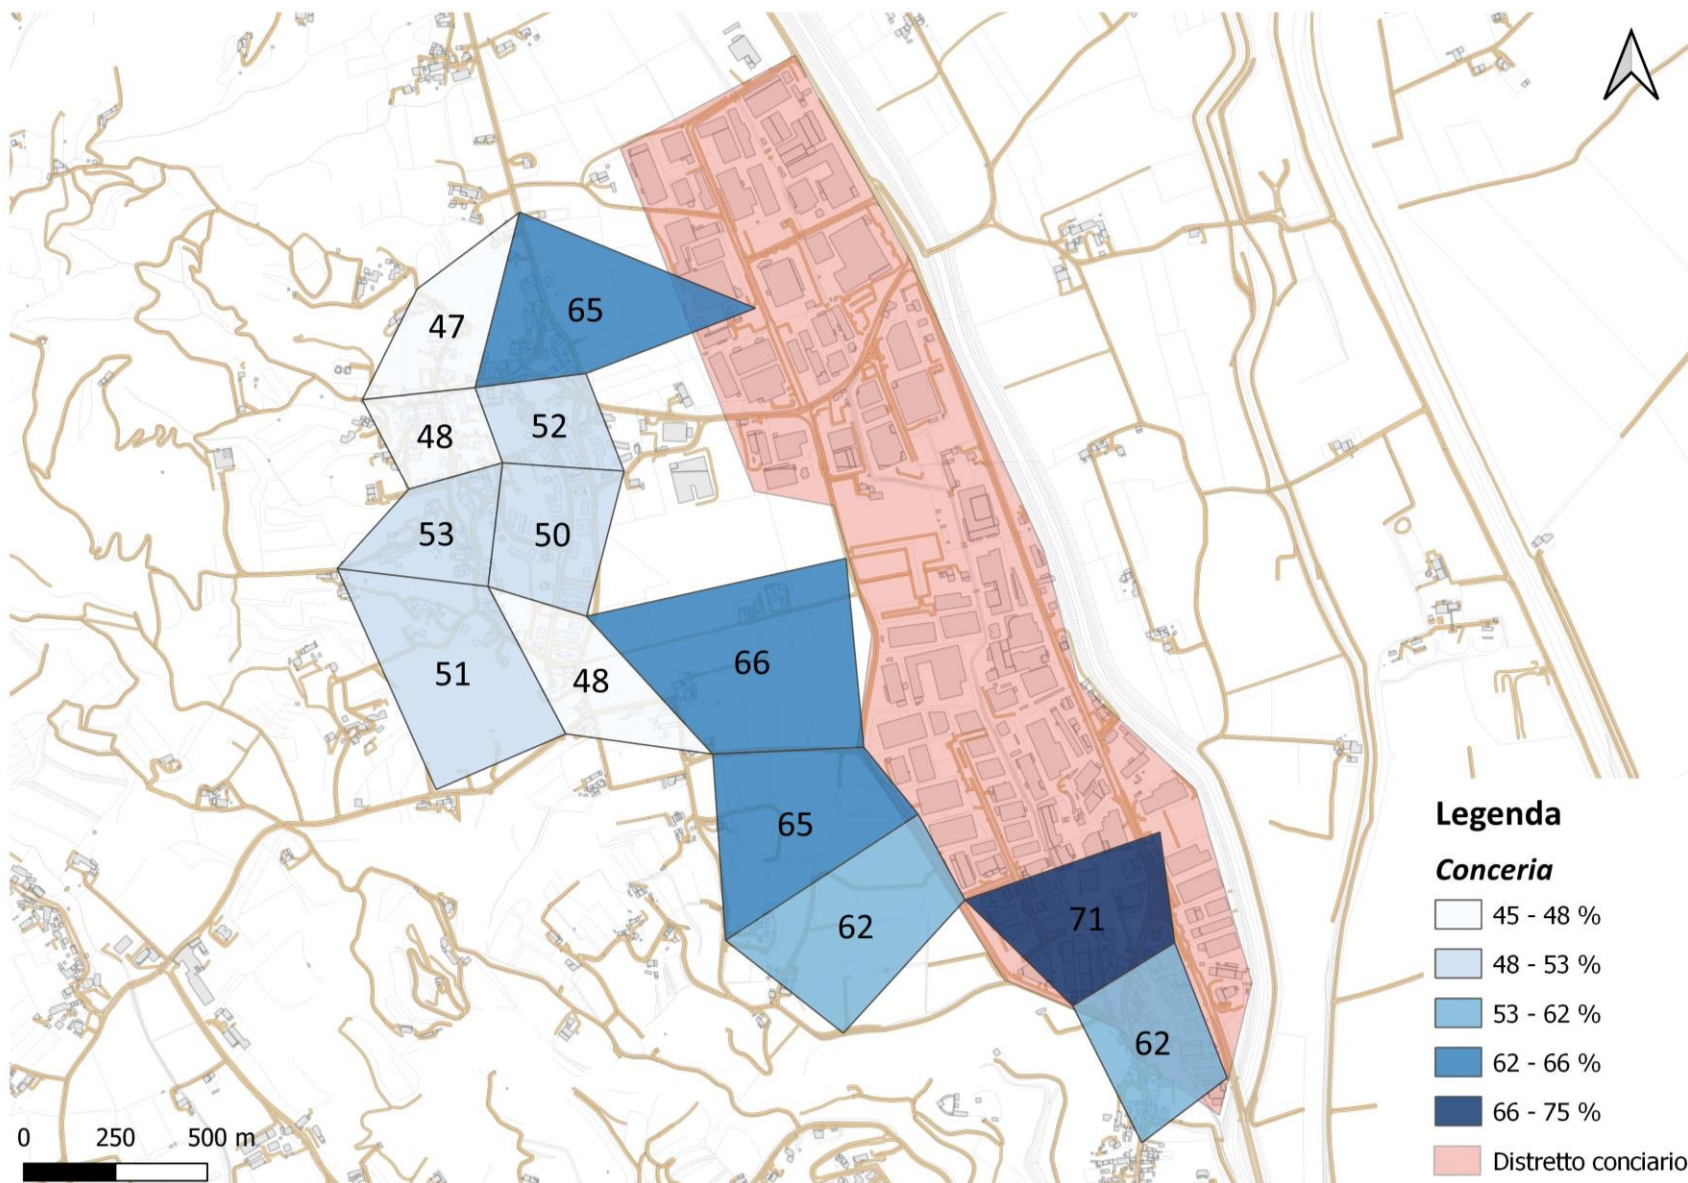 47
65
48
52
53
50
51
48
66
65
62
71
62
Legenda
Conceria
45 - 48 %
48 - 53 %
53 - 62 %
62 - 66 %
66 - 75 %
Distretto conciario
0 250 500 m